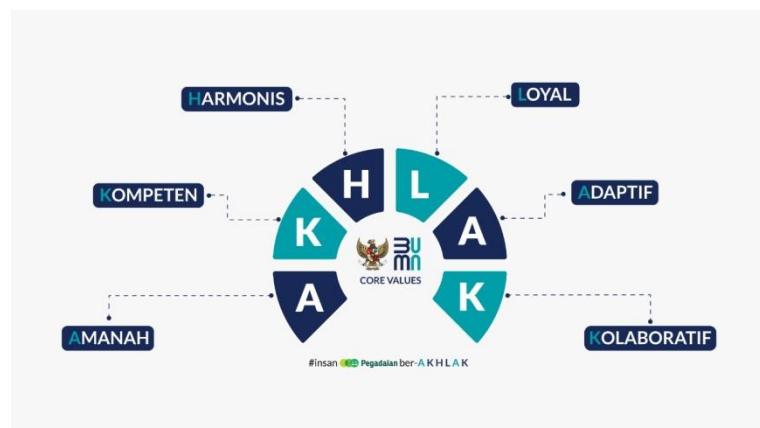 HARMONIS
LOYAL
KOMPETEN
ADAPTIF
AMANAH
KOLABORATIF
A
K
H
L
A
K
BUMN
CORE VALUES
#insan Pegadaian ber-AKHLAK